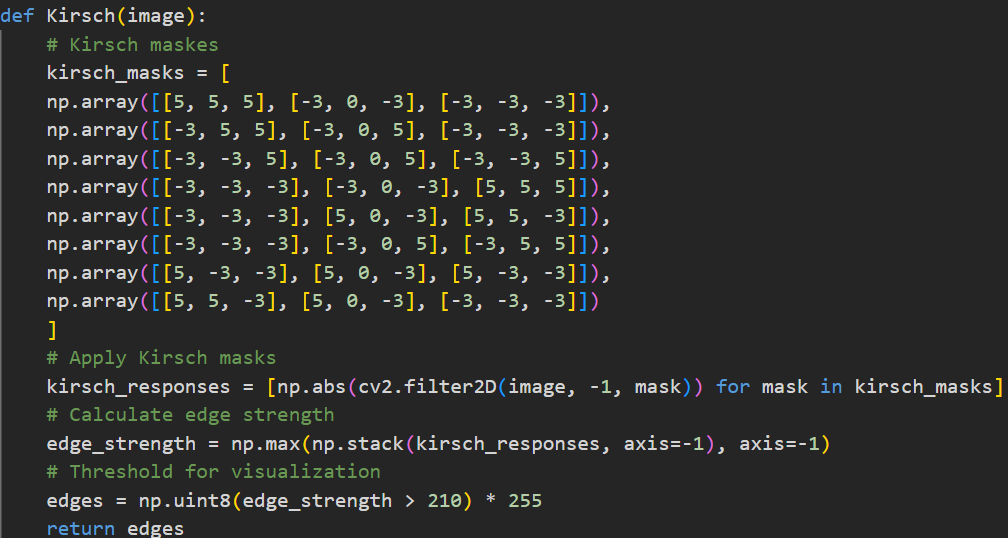 def Kirsch(image):
    # Kirsch maskes
    kirsch_masks = [
    np.array([[5, 5, 5], [-3, 0, -3], [-3, -3, -3]]),
    np.array([[-3, 5, 5], [-3, 0, 5], [-3, -3, -3]]),
    np.array([[-3, -3, 5], [-3, 0, 5], [-3, -3, 5]]),
    np.array([[-3, -3, -3], [-3, 0, -3], [5, 5, 5]]),
    np.array([[-3, -3, -3], [5, 0, -3], [5, 5, -3]]),
    np.array([[-3, -3, -3], [-3, 0, 5], [-3, 5, 5]]),
    np.array([[5, -3, -3], [5, 0, -3], [5, -3, -3]]),
    np.array([[5, 5, -3], [5, 0, -3], [-3, -3, -3]])
    ]
    # Apply Kirsch masks
    kirsch_responses = [np.abs(cv2.filter2D(image, -1, mask)) for mask in kirsch_masks]
    # Calculate edge strength
    edge_strength = np.max(np.stack(kirsch_responses, axis=-1), axis=-1)
    # Threshold for visualization
    edges = np.uint8(edge_strength > 210) * 255
    return edges